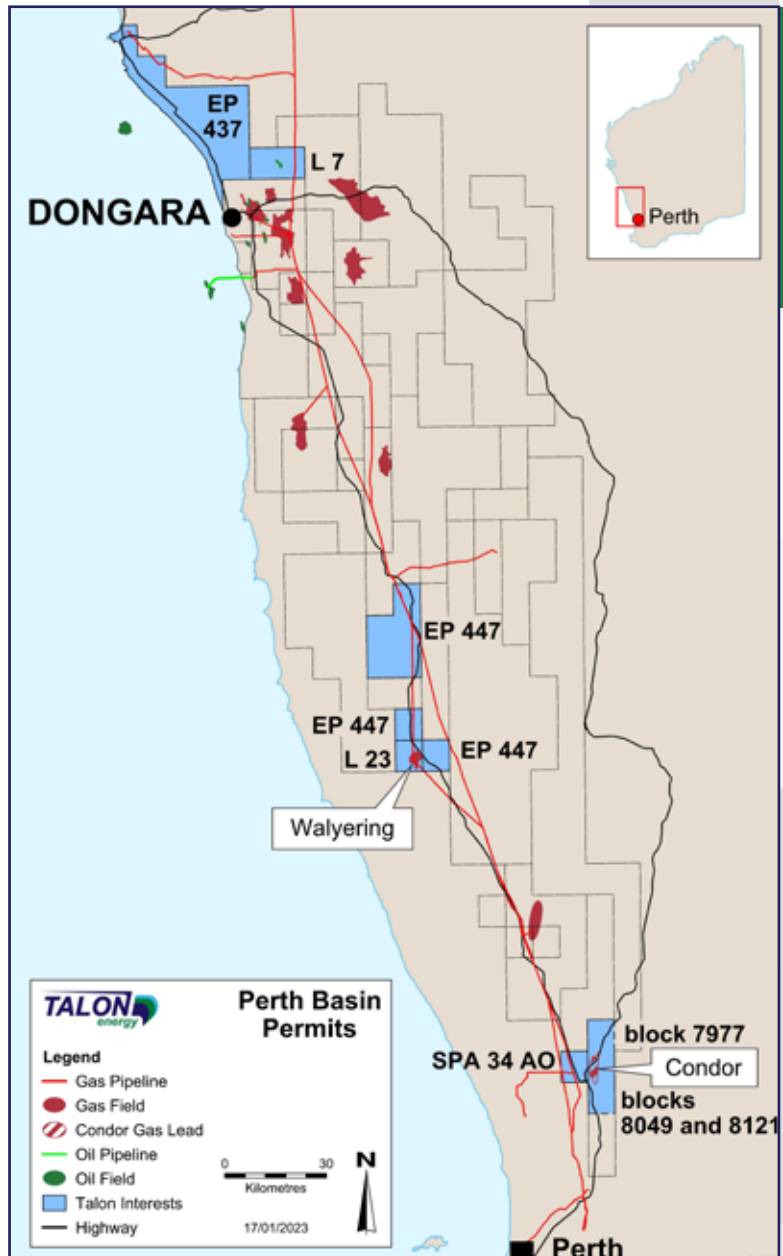 EP
437
L 7
DONGARA
Perth
EP 447
EP 447
EP 447
L 23
Walyering
block 7977
SPA 34 AO
Condor
blocks
8049 and 8121
TALON
energy
Perth Basin
Permits
Legend
Gas Pipeline
Gas Field
Condor Gas Lead
Oil Pipeline
Oil Field
Talon Interests
Highway
0 30
Kilometres
N
17/01/2023
Perth